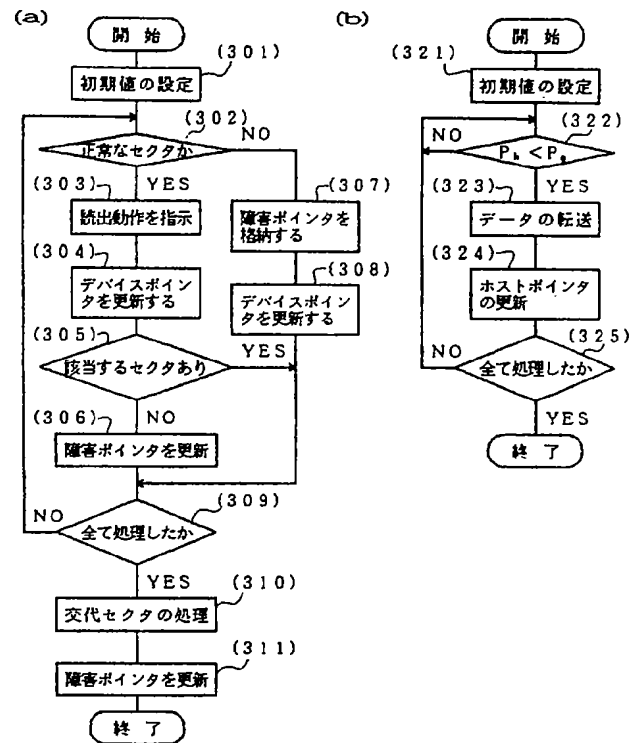 (a)
開 始
(301)
初期値の設定
(302)
正常なセクタか
NO
YES
(303)
読出動作を指示
(304)
デバイスポイン
タを更新する
(305)
該当するセクタあり
YES
NO
(306)
障害ポインタを更新
(307)
障害ポインタを
格納する
(308)
デバイスポイン
タを更新する
(309)
全て処理したか
NO
YES
(310)
交代セクタの処理
(311)
障害ポインタを更新
終 了
(b)
開 始
(321)
初期値の設定
(322)
NO
YES
(323)
データの転送
(324)
ホストポインタ
の更新
(325)
全て処理したか
NO
YES
終 了